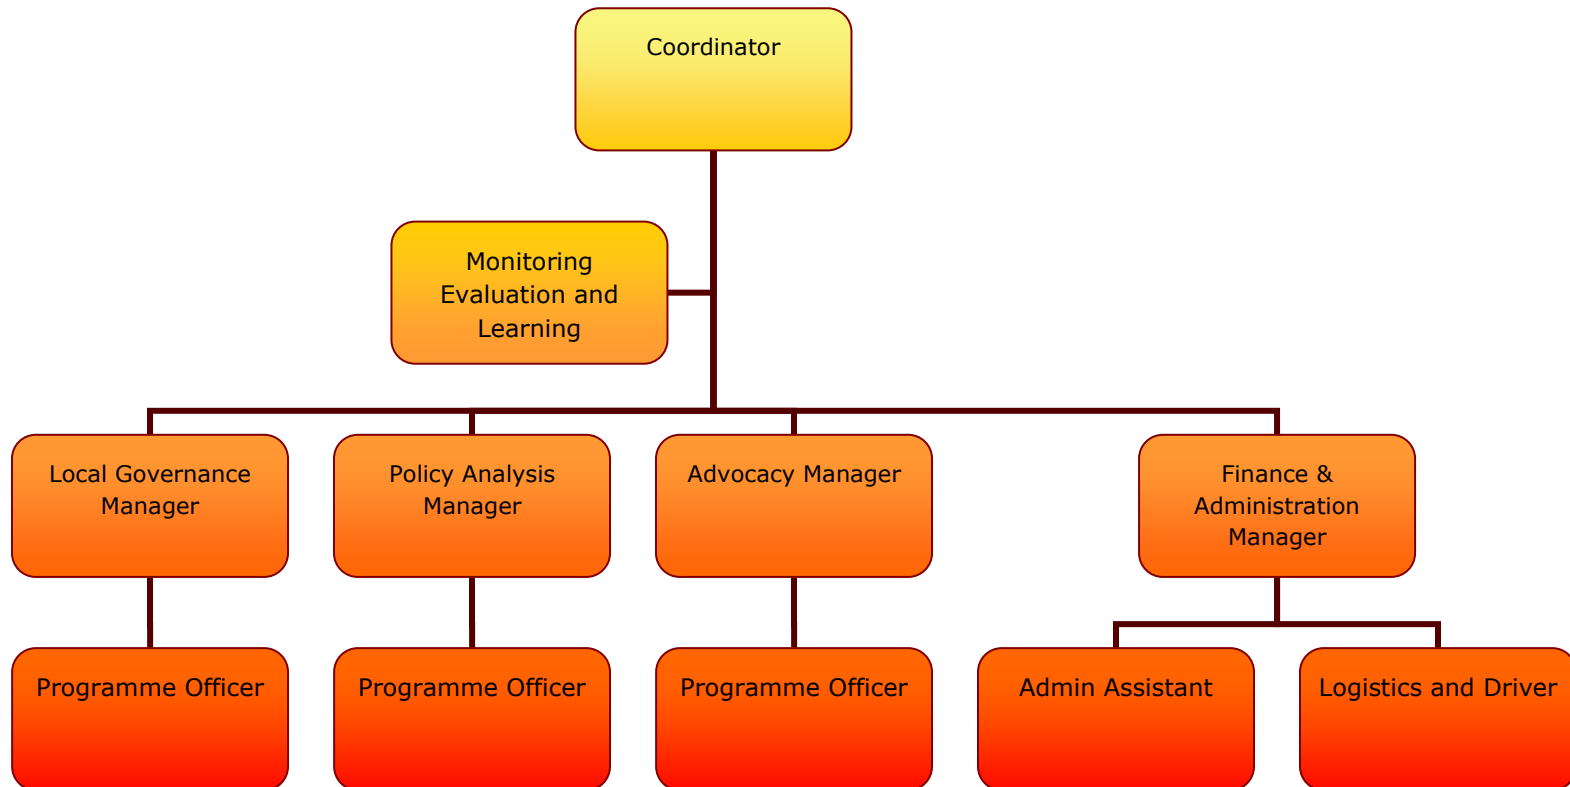 Coordinator
Monitoring
Evaluation and
Learning
Local Governance
Manager
Policy Analysis
Manager
Advocacy Manager
Finance &
Administration
Manager
Programme Officer
Programme Officer
Programme Officer
Admin Assistant
Logistics and Driver